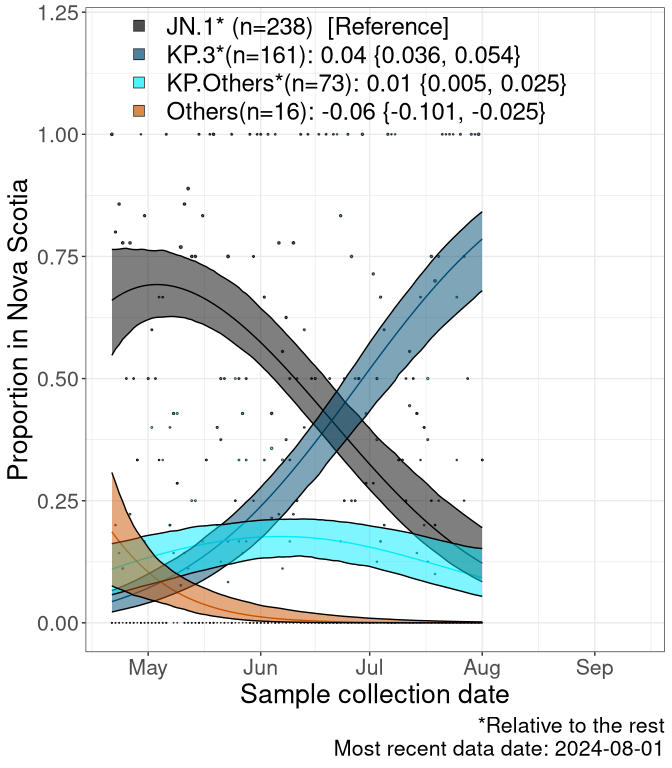 JN.1* (n=238) [Reference]
KP.3*(n=161): 0.04 {0.036, 0.054}
KP.Others*(n=73): 0.01 {0.005, 0.025}
Others(n=16): -0.06 {-0.101, -0.025}
1.25
1.00
0.75
0.50
0.25
0.00
Proportion in Nova Scotia
May Jun Jul Aug Sep
Sample collection date
*Relative to the rest
Most recent data date: 2024-08-01